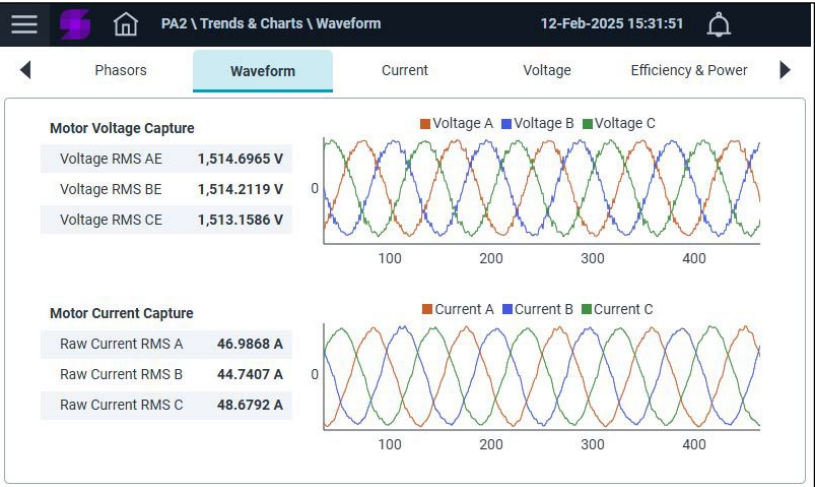 PA2 \ Trends & Charts \ Waveform 12-Feb-2025 15:31:51
Phasors Waveform Current Voltage Efficiency & Power
Motor Voltage Capture
Voltage RMS AE 1,514.6965 V
Voltage RMS BE 1,514.2119 V
Voltage RMS CE 1,513.1586 V
Voltage A Voltage B Voltage C
0
100 200 300 400
Motor Current Capture
Raw Current RMS A 46.9868 A
Raw Current RMS B 44.7407 A
Raw Current RMS C 48.6792 A
Current A Current B Current C
0
100 200 300 400